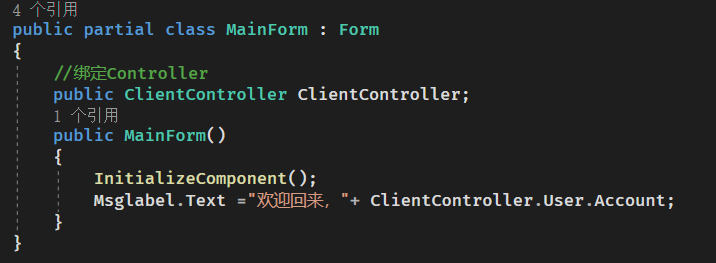 4 个引用
public partial class MainForm : Form
{
//绑定Controller
public ClientController ClientController;
1 个引用
public MainForm()
{
InitializeComponent();
Msglabel.Text ="欢迎回来，"+ ClientController.User.Account;
}
}